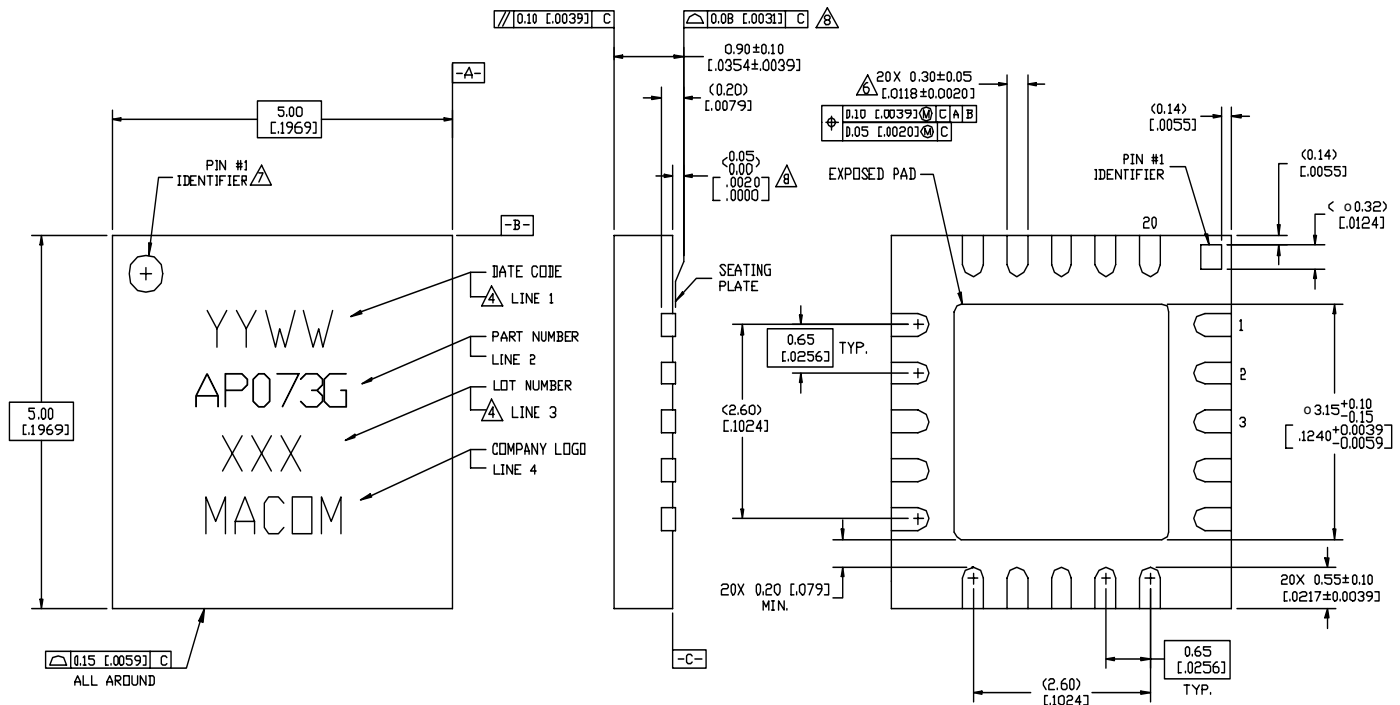 // 0.10 [.0039] C
⌓ 0.08 [.0031] C 8
0.90±0.10
[.0354±.0039]
-A-
5.00
[.1969]
(0.20)
[.0079]
6 20X 0.30±0.05
[.0118±0.0020]
⌖ 0.10 [.0039] Ⓜ C A B
0.05 [.0020] Ⓜ C
(0.14)
[.0055]
PIN #1
IDENTIFIER 7
(0.05
0.00)
[.0020
.0000] 8
EXPOSED PAD
PIN #1
IDENTIFIER
(0.14)
[.0055]
-B-
20
(□0.32)
[.0124]
DATE CODE
4 LINE 1
SEATING
PLATE
YYWW
PART NUMBER
LINE 2
0.65
[.0256] TYP.
1
2
3
AP073G
LOT NUMBER
4 LINE 3
5.00
[.1969]
(2.60)
[.1024]
□3.15 +0.10
-0.15
[.1240 +0.0039
-0.0059]
XXX
COMPANY LOGO
LINE 4
MACOM
20X 0.20 [.079]
MIN.
20X 0.55±0.10
[.0217±0.0039]
⌓ 0.15 [.0059] C
ALL AROUND
-C-
0.65
[.0256]
TYP.
(2.60)
[.1024]